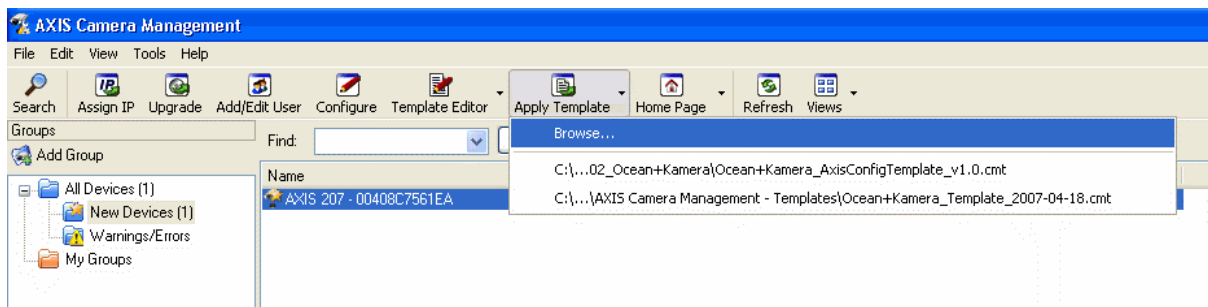 AXIS Camera Management
File Edit View Tools Help
Search Assign IP Upgrade Add/Edit User Configure Template Editor Apply Template Home Page Refresh Views
Groups
Add Group
All Devices (1)
New Devices (1)
Warnings/Errors
My Groups
Find:
Browse...
C:\...02_Ocean+Kamera\Ocean+Kamera_AxisConfigTemplate_v1.0.cmt
C:\...\AXIS Camera Management - Templates\Ocean+Kamera_Template_2007-04-18.cmt
Name
AXIS 207 - 00408C7561EA